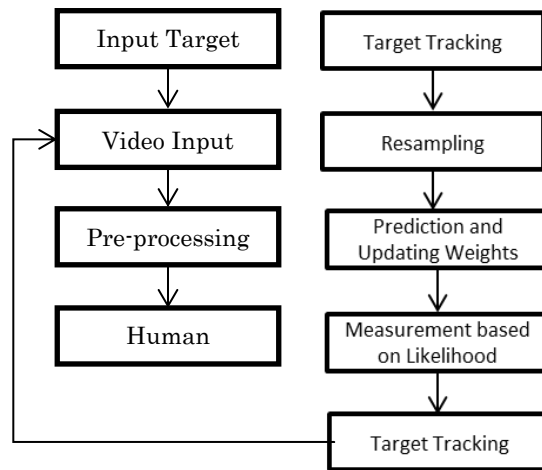 Input Target
Video Input
Pre-processing
Human
Target Tracking
Resampling
Prediction and
Updating Weights
Measurement based
on Likelihood
Target Tracking